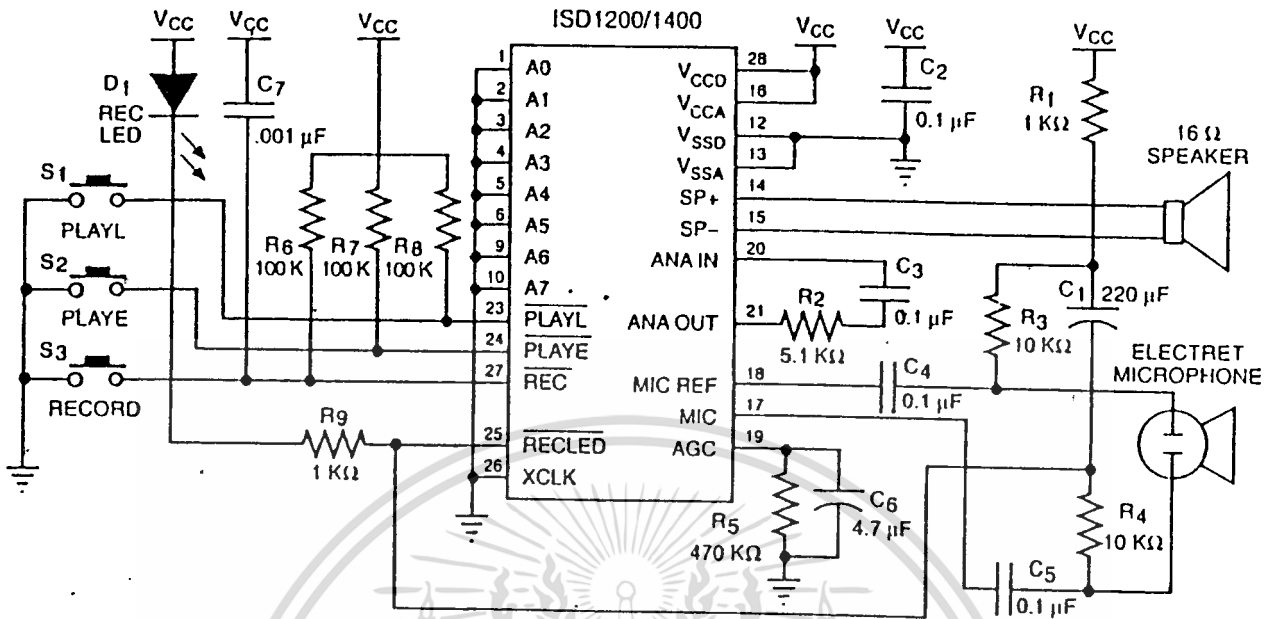 ISD1200/1400
VCC
VCC
VCC
VCC
VCC
VCC
D1
REC
LED
C7
.001 µF
S1
PLAYL
S2
PLAYE
S3
RECORD
R6
100 K
R7
100 K
R8
100 K
R9
1 KΩ
1 A0
2 A1
3 A2
4 A3
5 A4
6 A5
9 A6
10 A7
23 PLAYL
24 PLAYE
27 REC
25 RECLED
26 XCLK
VCCD 28
VCCA 16
VSSD 12
VSSA 13
SP+ 14
SP– 15
ANA IN 20
ANA OUT 21
MIC REF 18
MIC 17
AGC 19
C2
0.1 µF
R1
1 KΩ
16 Ω
SPEAKER
C3
0.1 µF
R2
5.1 KΩ
R3
10 KΩ
C1
220 µF
C4
0.1 µF
ELECTRET
MICROPHONE
R5
470 KΩ
C6
4.7 µF
R4
10 KΩ
C5
0.1 µF